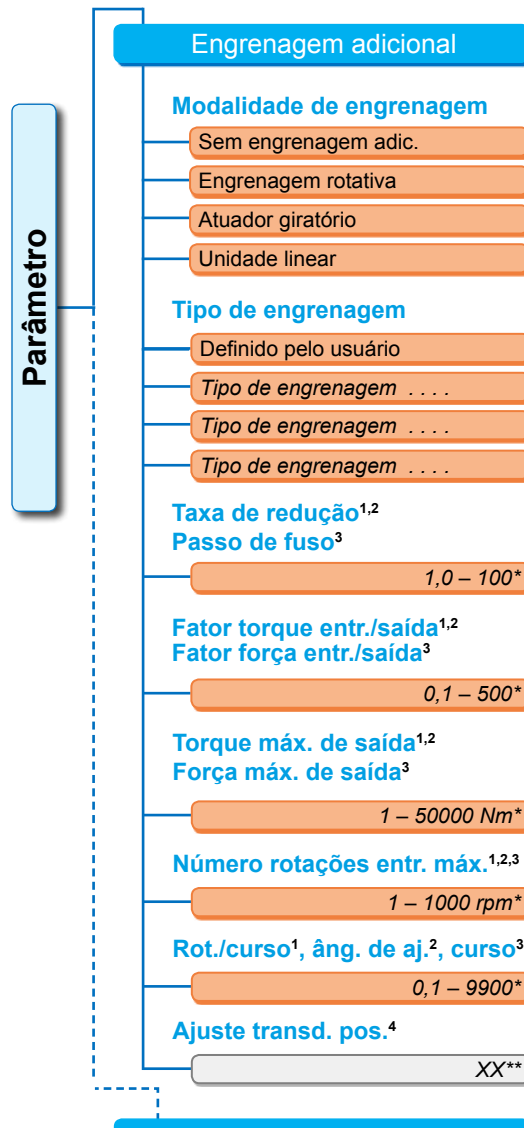 Engrenagem adicional
Parâmetro
Modalidade de engrenagem
Sem engrenagem adic.
Engrenagem rotativa
Atuador giratório
Unidade linear
Tipo de engrenagem
Definido pelo usuário
Tipo de engrenagem . . . .
Tipo de engrenagem . . . .
Tipo de engrenagem . . . .
Taxa de redução1,2
Passo de fuso3
1,0 – 100*
Fator torque entr./saída1,2
Fator força entr./saída3
0,1 – 500*
Torque máx. de saída1,2
Força máx. de saída3
1 – 50000 Nm*
Número rotações entr. máx.1,2,3
1 – 1000 rpm*
Rot./curso1, âng. de aj.2, curso3
0,1 – 9900*
Ajuste transd. pos.4
XX**